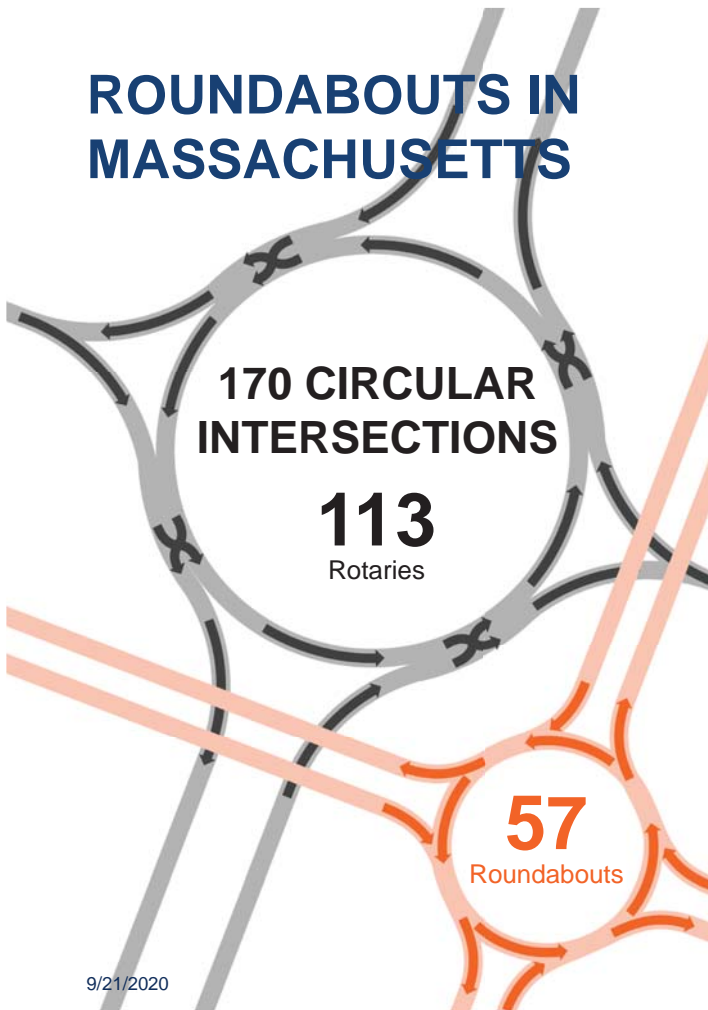 ROUNDABOUTS IN
MASSACHUSETTS
170 CIRCULAR
INTERSECTIONS
113
Rotaries
57
Roundabouts
9/21/2020